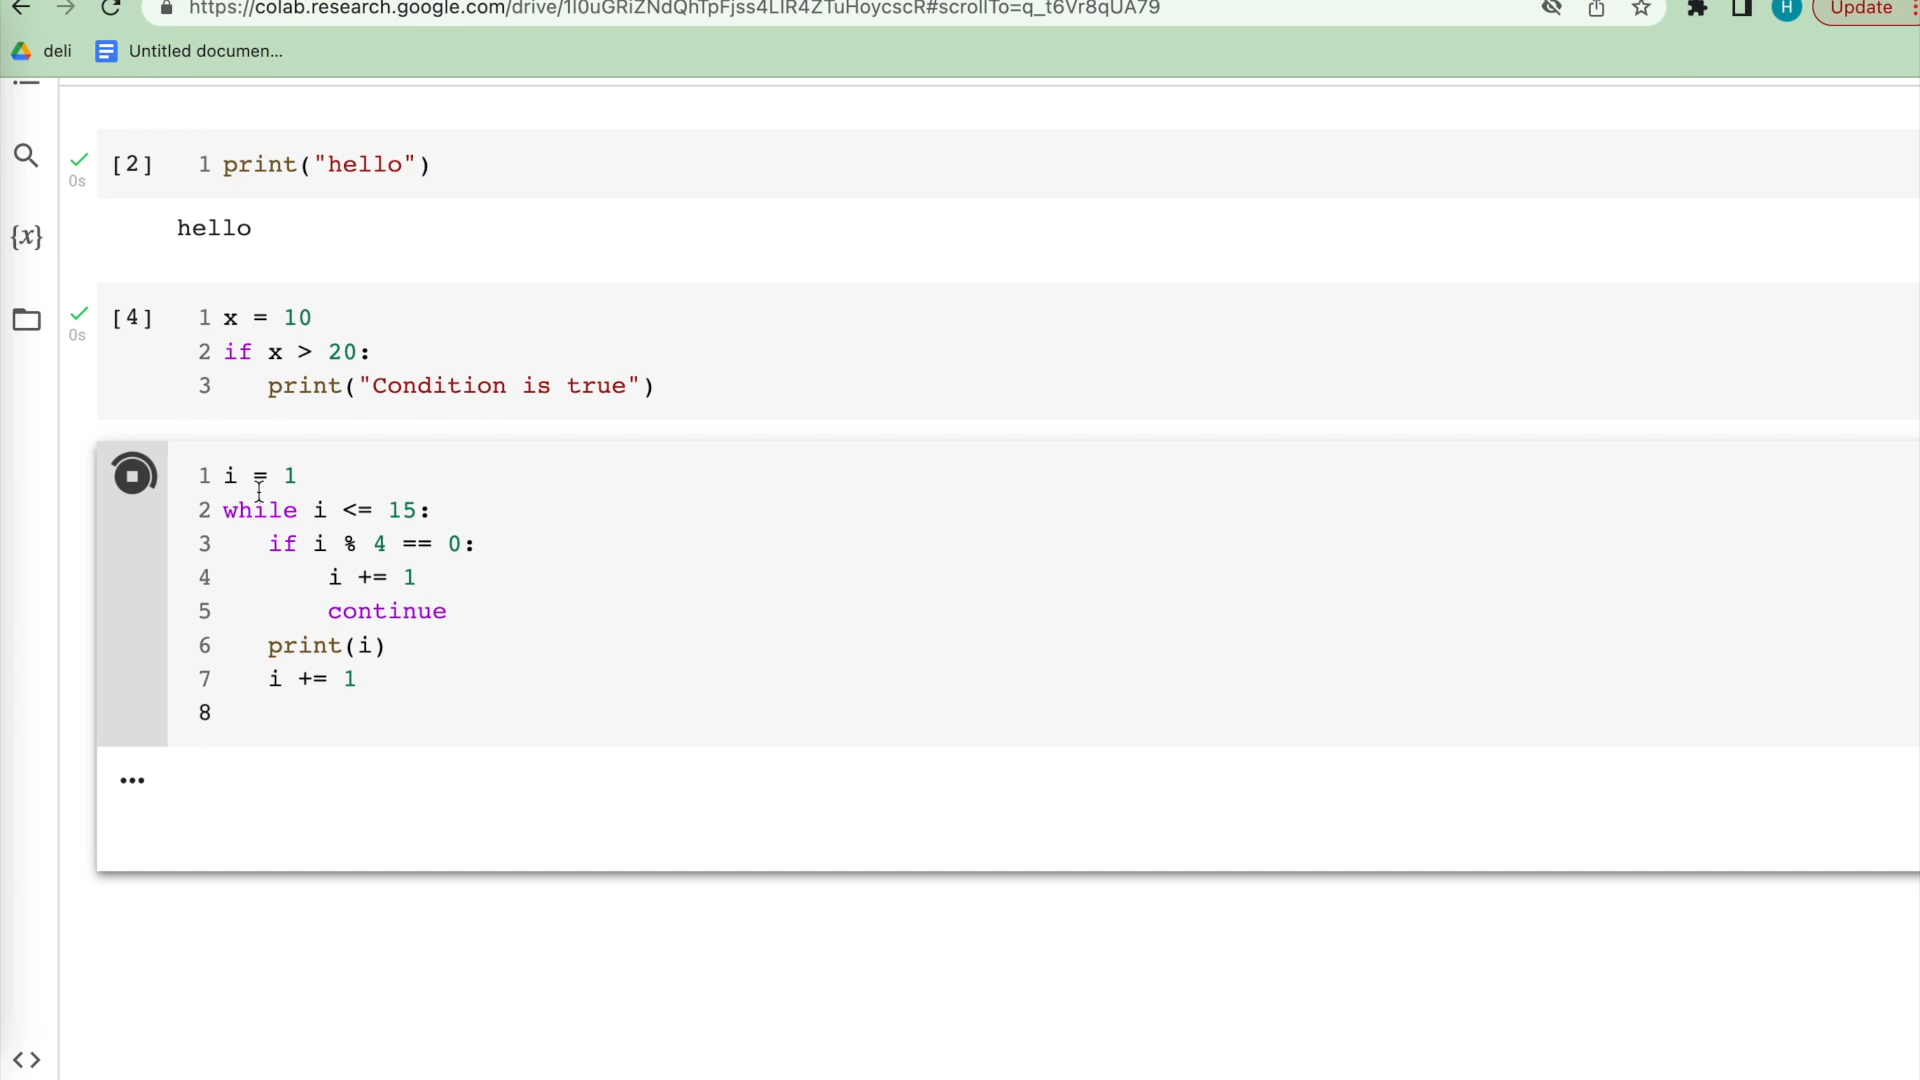 https://colab.research.google.com/drive/1I0uGRiZNdQhTpFjss4LIR4ZTuHoycscR#scrollTo=q_t6Vr8qUA79
H
Update
deli
Untitled documen...
[2]
1 print("hello")
0s
hello
{x}
[4]
1 x = 10
0s
2 if x > 20:
3    print("Condition is true")
1 i = 1
2 while i <= 15:
3    if i % 4 == 0:
4        i += 1
5        continue
6    print(i)
7    i += 1
8
...
<>